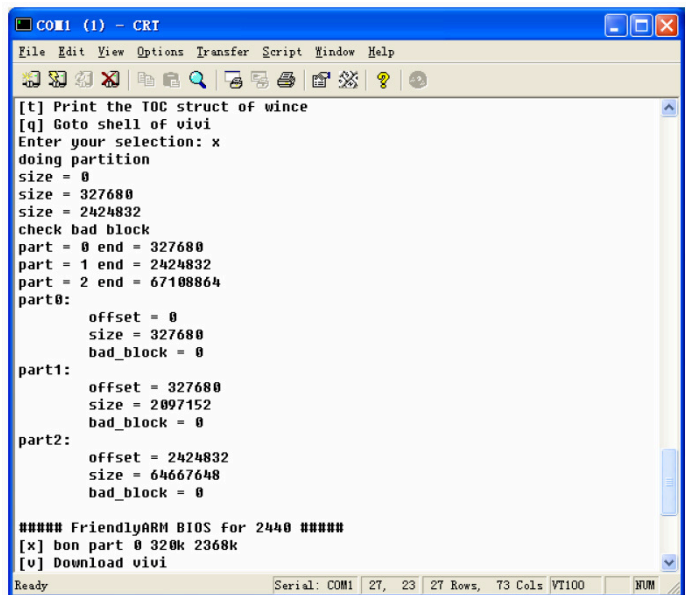 COM1 (1) - CRT
File Edit View Options Transfer Script Window Help
[t] Print the TOC struct of wince
[q] Goto shell of vivi
Enter your selection: x
doing partition
size = 0
size = 327680
size = 2424832
check bad block
part = 0 end = 327680
part = 1 end = 2424832
part = 2 end = 67108864
part0:
offset = 0
size = 327680
bad_block = 0
part1:
offset = 327680
size = 2097152
bad_block = 0
part2:
offset = 2424832
size = 64667648
bad_block = 0
##### FriendlyARM BIOS for 2440 #####
[x] bon part 0 320k 2368k
[v] Download vivi
Ready Serial: COM1 27, 23 27 Rows, 73 Cols VT100 NUM